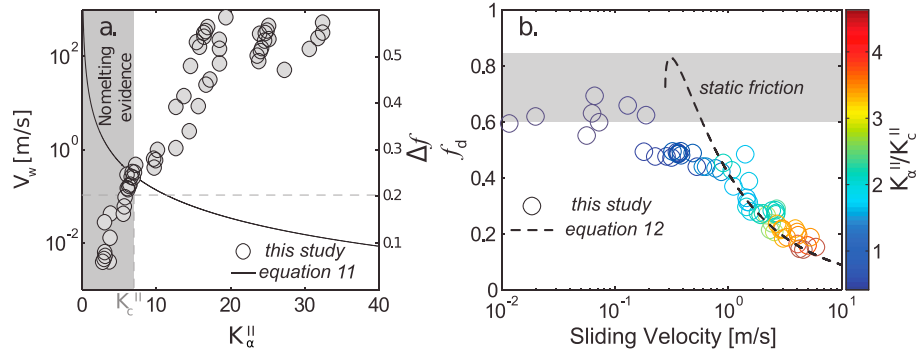 a.
10²
10⁰
10⁻²
V_w [m/s]
Nomelting
evidence
0.5
0.4
0.3
0.2
0.1
Δf
this study
equation 11
0
10
20
30
40
K_c^II
K_α^II
b.
1
0.8
0.6
0.4
0.2
0
f_d
static friction
this study
equation 12
10⁻²
10⁻¹
10⁰
10¹
Sliding Velocity [m/s]
4
3
2
1
K_α^II/K_c^II